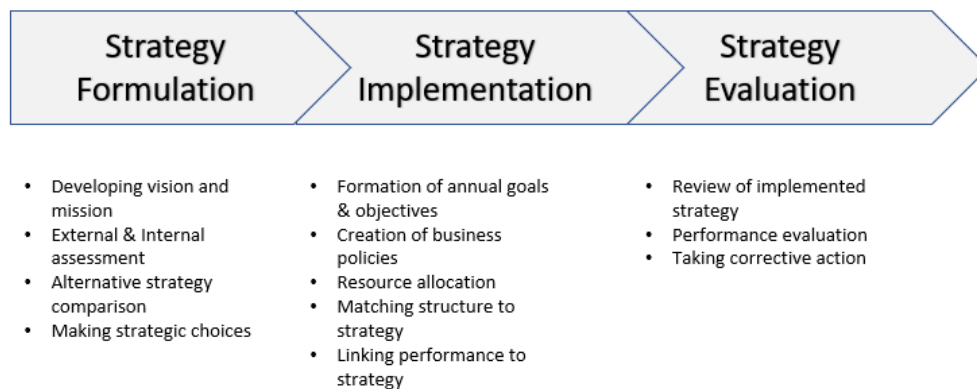 Strategy
Formulation
Strategy
Implementation
Strategy
Evaluation
• Developing vision and
mission
• External & Internal
assessment
• Alternative strategy
comparison
• Making strategic choices
• Formation of annual goals
& objectives
• Creation of business
policies
• Resource allocation
• Matching structure to
strategy
• Linking performance to
strategy
• Review of implemented
strategy
• Performance evaluation
• Taking corrective action